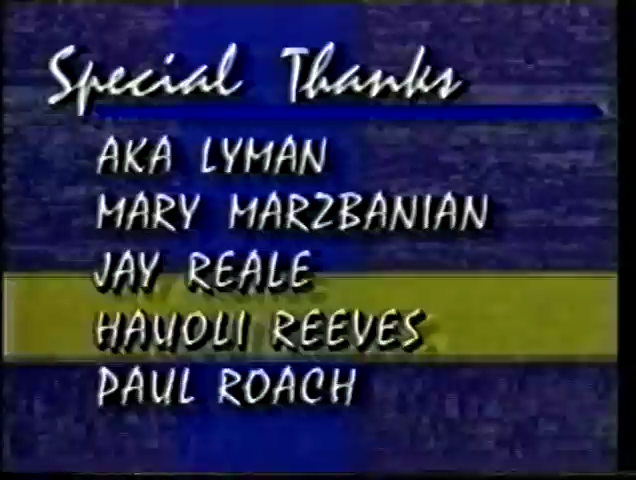 Special Thanks
AKA LYMAN
MARY MARZBANIAN
JAY REALE
HAUOLI REEVES
PAUL ROACH